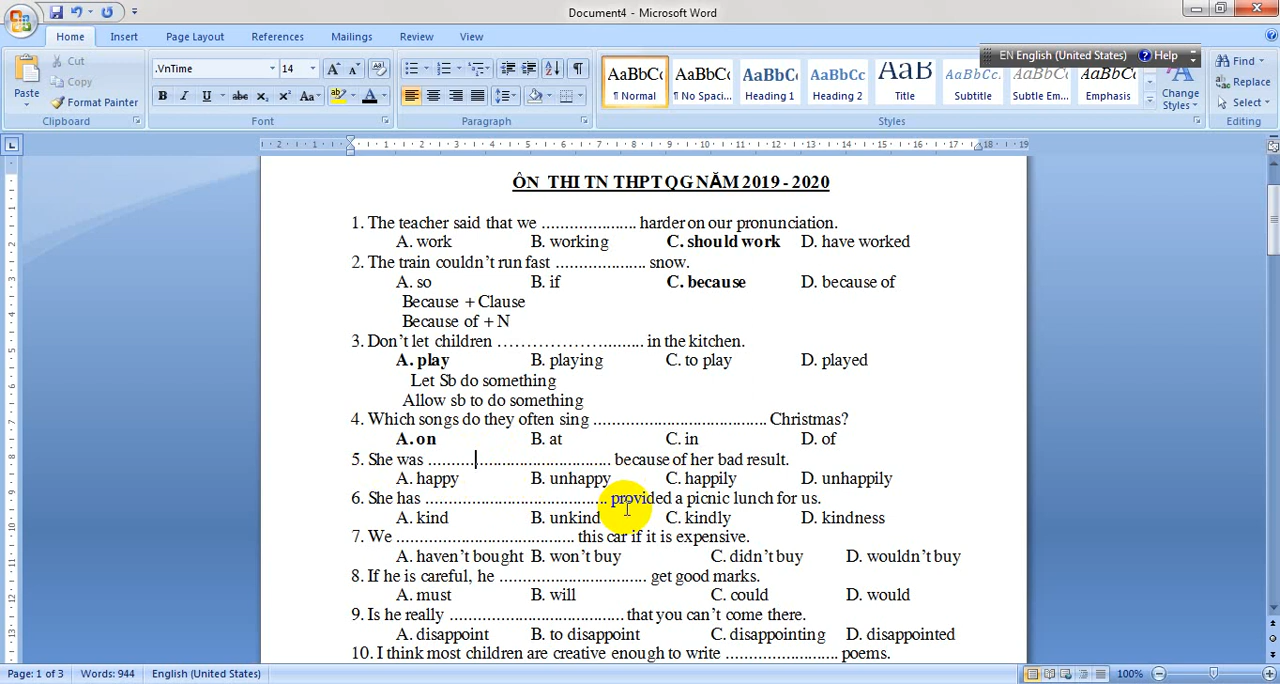 Document4 - Microsoft Word
Home Insert Page Layout References Mailings Review View
EN English (United States) Help
Paste Cut Copy Format Painter
.VnTime 14
AaBbCc AaBbCc AaBbC AaBbCc AaB AaBbCc. AaBbCc. AaBbCc
¶ Normal ¶ No Spaci... Heading 1 Heading 2 Title Subtitle Subtle Em... Emphasis
Change Styles
Find Replace Select
Clipboard Font Paragraph Styles Editing
ÔN THI TN THPT QG NĂM 2019 - 2020
1. The teacher said that we ..................... harder on our pronunciation.
A. work B. working C. should work D. have worked
2. The train couldn't run fast .................... snow.
A. so B. if C. because D. because of
Because + Clause
Because of + N
3. Don't let children ........................... in the kitchen.
A. play B. playing C. to play D. played
Let Sb do something
Allow sb to do something
4. Which songs do they often sing ...................................... Christmas?
A. on B. at C. in D. of
5. She was ........................................ because of her bad result.
A. happy B. unhappy C. happily D. unhappily
6. She has ........................................ provided a picnic lunch for us.
A. kind B. unkind C. kindly D. kindness
7. We ....................................... this car if it is expensive.
A. haven't bought B. won't buy C. didn't buy D. wouldn't buy
8. If he is careful, he ................................ get good marks.
A. must B. will C. could D. would
9. Is he really ...................................... that you can't come there.
A. disappoint B. to disappoint C. disappointing D. disappointed
10. I think most children are creative enough to write ......................... poems.
Page: 1 of 3 Words: 944 English (United States) 100%